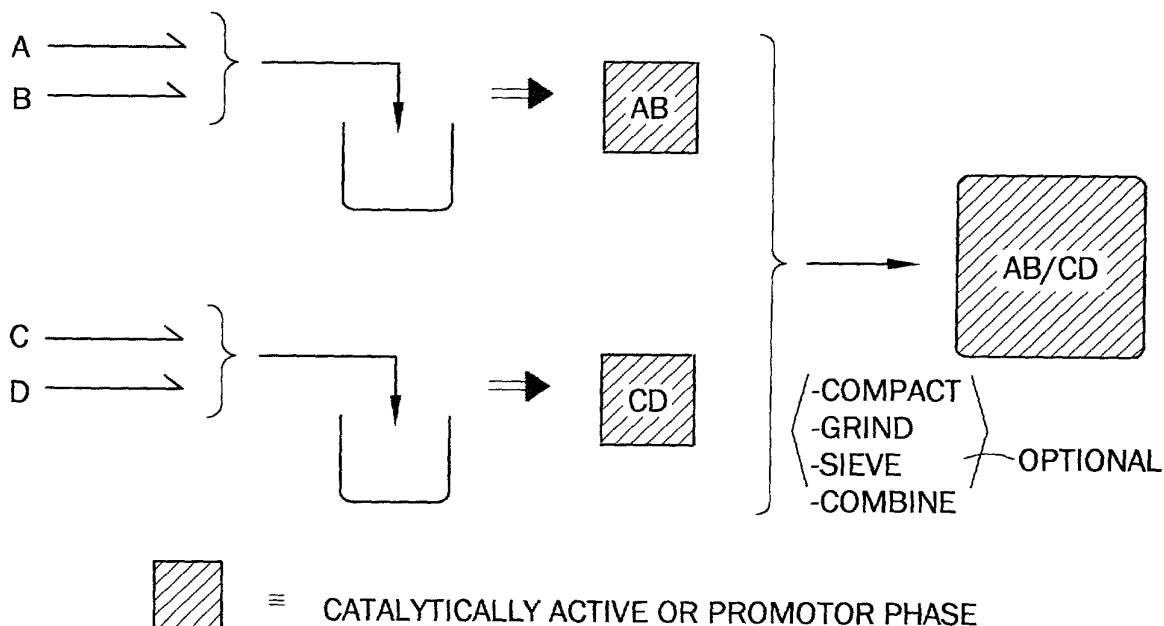 A
B
AB
C
D
CD
AB/CD
-COMPACT
-GRIND
-SIEVE
-COMBINE
OPTIONAL
≡ CATALYTICALLY ACTIVE OR PROMOTOR PHASE